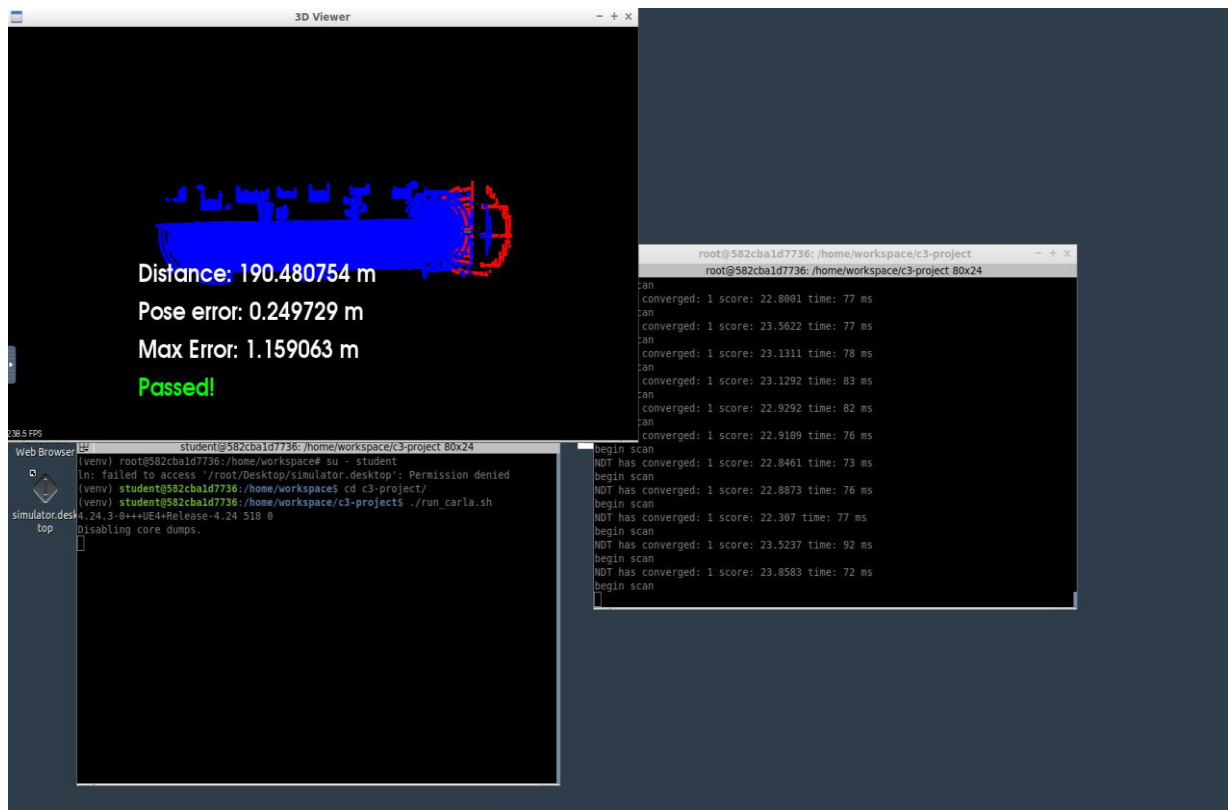 3D Viewer
- + x
Distance: 190.480754 m
Pose error: 0.249729 m
Max Error: 1.159063 m
Passed!
238.5 FPS
Web Browser
simulator.desk
top
student@582cba1d7736: /home/workspace/c3-project 80x24
(venv) root@582cba1d7736:/home/workspace# su - student
ln: failed to access '/root/Desktop/simulator.desktop': Permission denied
(venv) student@582cba1d7736:/home/workspace$ cd c3-project/
(venv) student@582cba1d7736:/home/workspace/c3-project$ ./run_carla.sh
4.24.3-0+++UE4+Release-4.24 518 0
Disabling core dumps.
root@582cba1d7736: /home/workspace/c3-project
- + x
root@582cba1d7736: /home/workspace/c3-project 80x24
can
converged: 1 score: 22.8001 time: 77 ms
can
converged: 1 score: 23.5622 time: 77 ms
can
converged: 1 score: 23.1311 time: 78 ms
can
converged: 1 score: 23.1292 time: 83 ms
can
converged: 1 score: 22.9292 time: 82 ms
can
converged: 1 score: 22.9109 time: 76 ms
begin scan
NDT has converged: 1 score: 22.8461 time: 73 ms
begin scan
NDT has converged: 1 score: 22.8873 time: 76 ms
begin scan
NDT has converged: 1 score: 22.307 time: 77 ms
begin scan
NDT has converged: 1 score: 23.5237 time: 92 ms
begin scan
NDT has converged: 1 score: 23.8583 time: 72 ms
begin scan